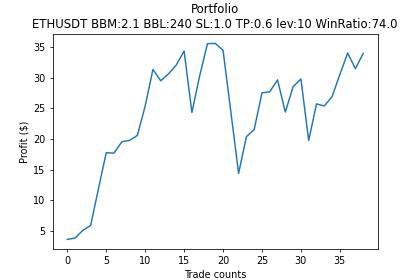 Portfolio
ETHUSDT BBM:2.1 BBL:240 SL:1.0 TP:0.6 lev:10 WinRatio:74.0
35
30
25
20
15
10
5
Profit ($)
0 5 10 15 20 25 30 35
Trade counts